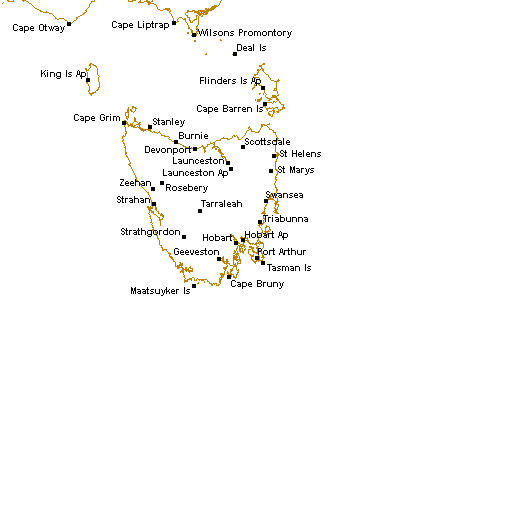 Cape Otway
Cape Liptrap
Wilsons Promontory
Deal Is
King Is Ap
Flinders Is Ap
Cape Barren Is
Cape Grim
Stanley
Burnie
Scottsdale
Devonport
St Helens
Launceston
Launceston Ap
St Marys
Zeehan
Rosebery
Swansea
Strahan
Tarraleah
Triabunna
Strathgordon
Hobart Ap
Hobart
Geeveston
Port Arthur
Tasman Is
Cape Bruny
Maatsuyker Is